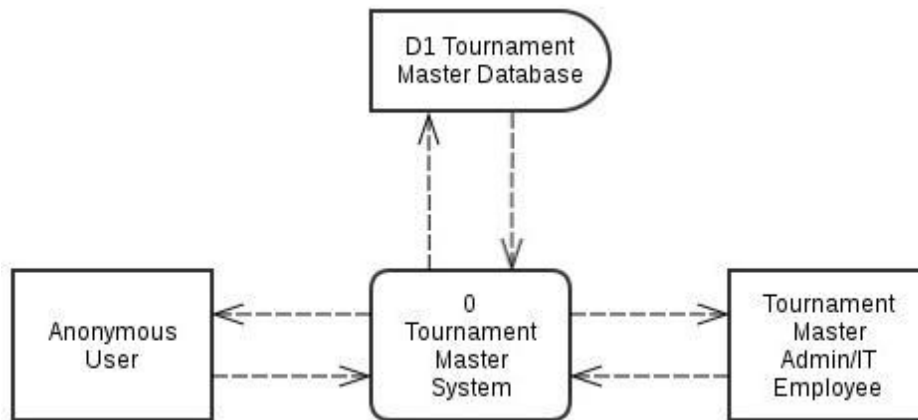 D1 Tournament
Master Database
Anonymous
User
0
Tournament
Master
System
Tournament
Master
Admin/IT
Employee